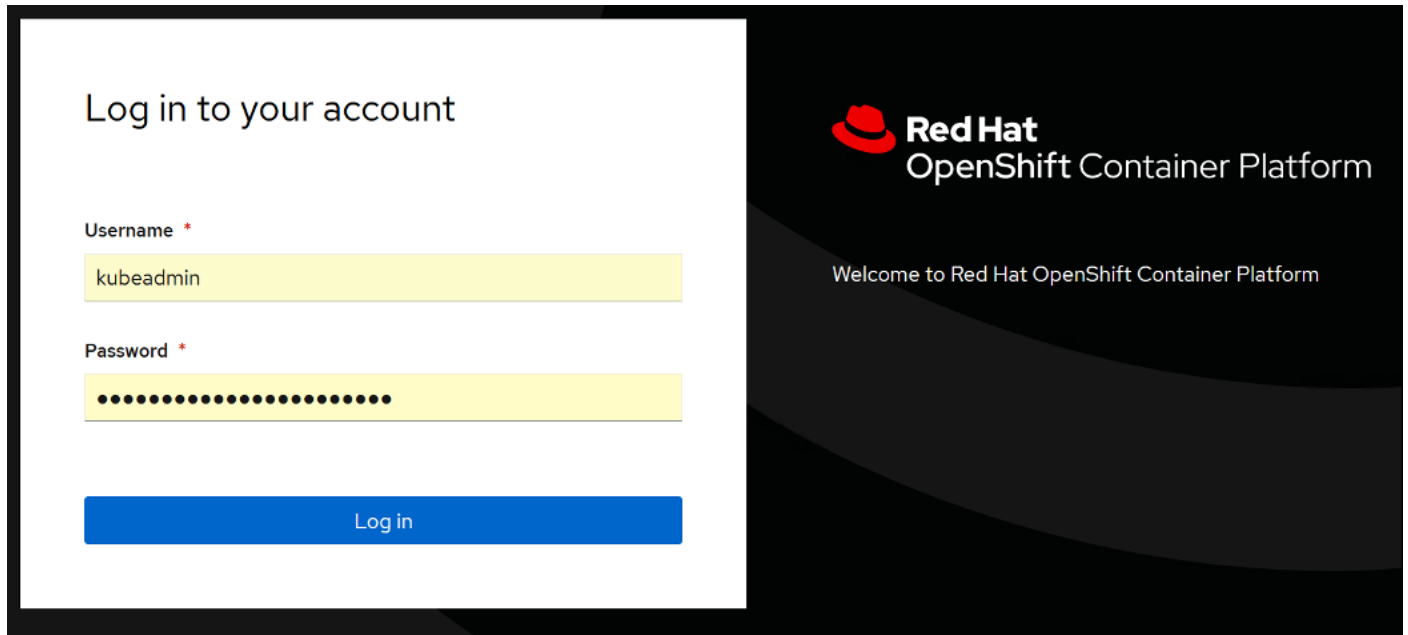 Log in to your account
Username *
kubeadmin
Password *
•••••••••••••••••••••••
Log in
Red Hat
OpenShift Container Platform
Welcome to Red Hat OpenShift Container Platform